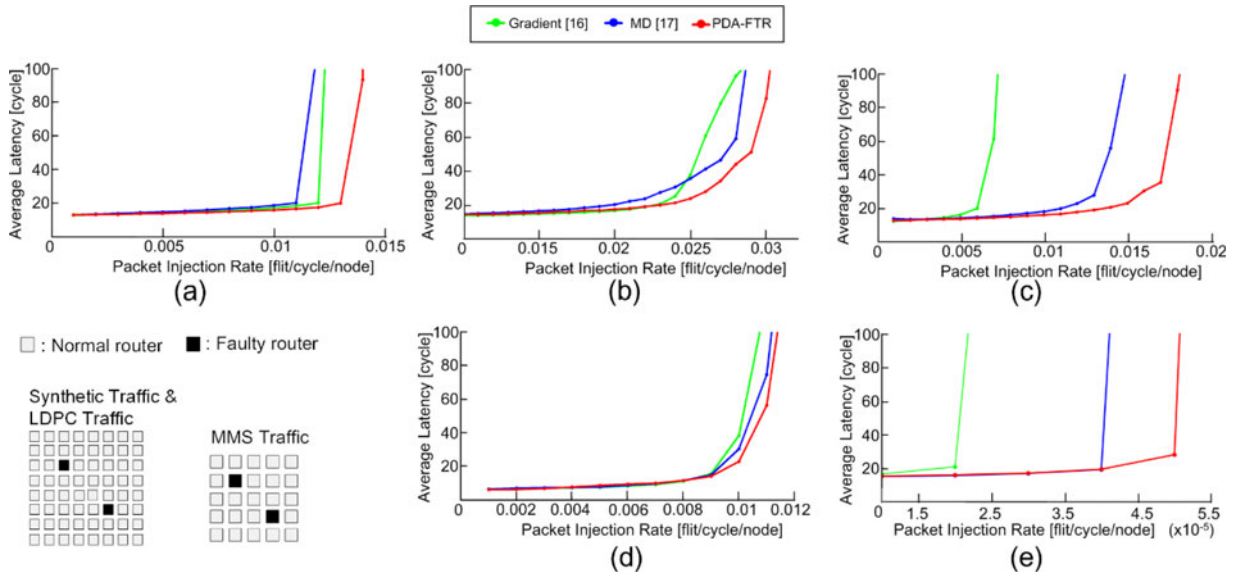 Gradient [16] MD [17] PDA-FTR
Average Latency [cycle]
100
80
60
40
20
0
0.005
0.01
0.015
Packet Injection Rate [flit/cycle/node]
(a)
Average Latency [cycle]
100
80
60
40
20
0
0.015
0.02
0.025
0.03
Packet Injection Rate [flit/cycle/node]
(b)
Average Latency [cycle]
100
80
60
40
20
0
0.005
0.01
0.015
0.02
Packet Injection Rate [flit/cycle/node]
(c)
: Normal router : Faulty router
Synthetic Traffic &
LDPC Traffic
MMS Traffic
Average Latency [cycle]
100
80
60
40
20
0
0.002
0.004
0.006
0.008
0.01
0.012
Packet Injection Rate [flit/cycle/node]
(d)
Average Latency [cycle]
100
80
60
40
20
0
1.5
2.5
3.5
4.5
5.5
Packet Injection Rate [flit/cycle/node] (x10-5)
(e)